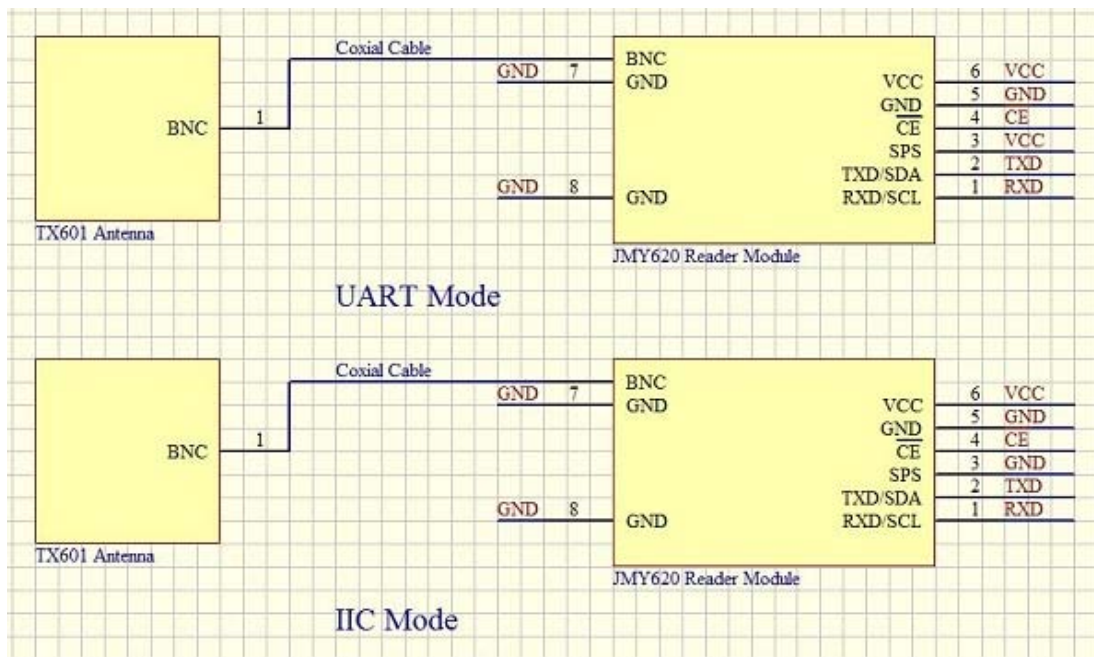 Coxial Cable
BNC
GND 7
GND
6 VCC
VCC
5 GND
GND
4 CE
CE
3 VCC
SPS
2 TXD
TXD/SDA
1 RXD
RXD/SCL
BNC
1
GND 8
GND
TX601 Antenna
JMY620 Reader Module
UART Mode
Coxial Cable
BNC
GND 7
GND
6 VCC
VCC
5 GND
GND
4 CE
CE
3 GND
SPS
2 TXD
TXD/SDA
1 RXD
RXD/SCL
BNC
1
GND 8
GND
TX601 Antenna
JMY620 Reader Module
IIC Mode